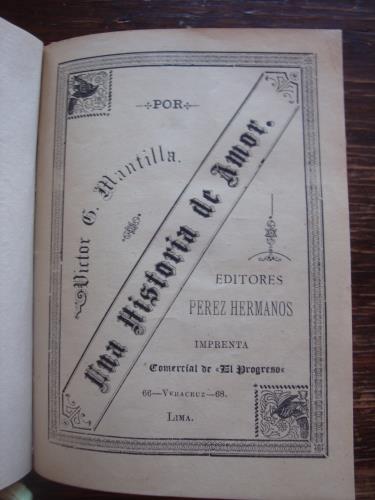 POR
Victor G. Mantilla.
Una Historia de Amor.
EDITORES
PEREZ HERMANOS
IMPRENTA
Comercial de «El Progreso«
66—VERACRUZ—68.
LIMA.